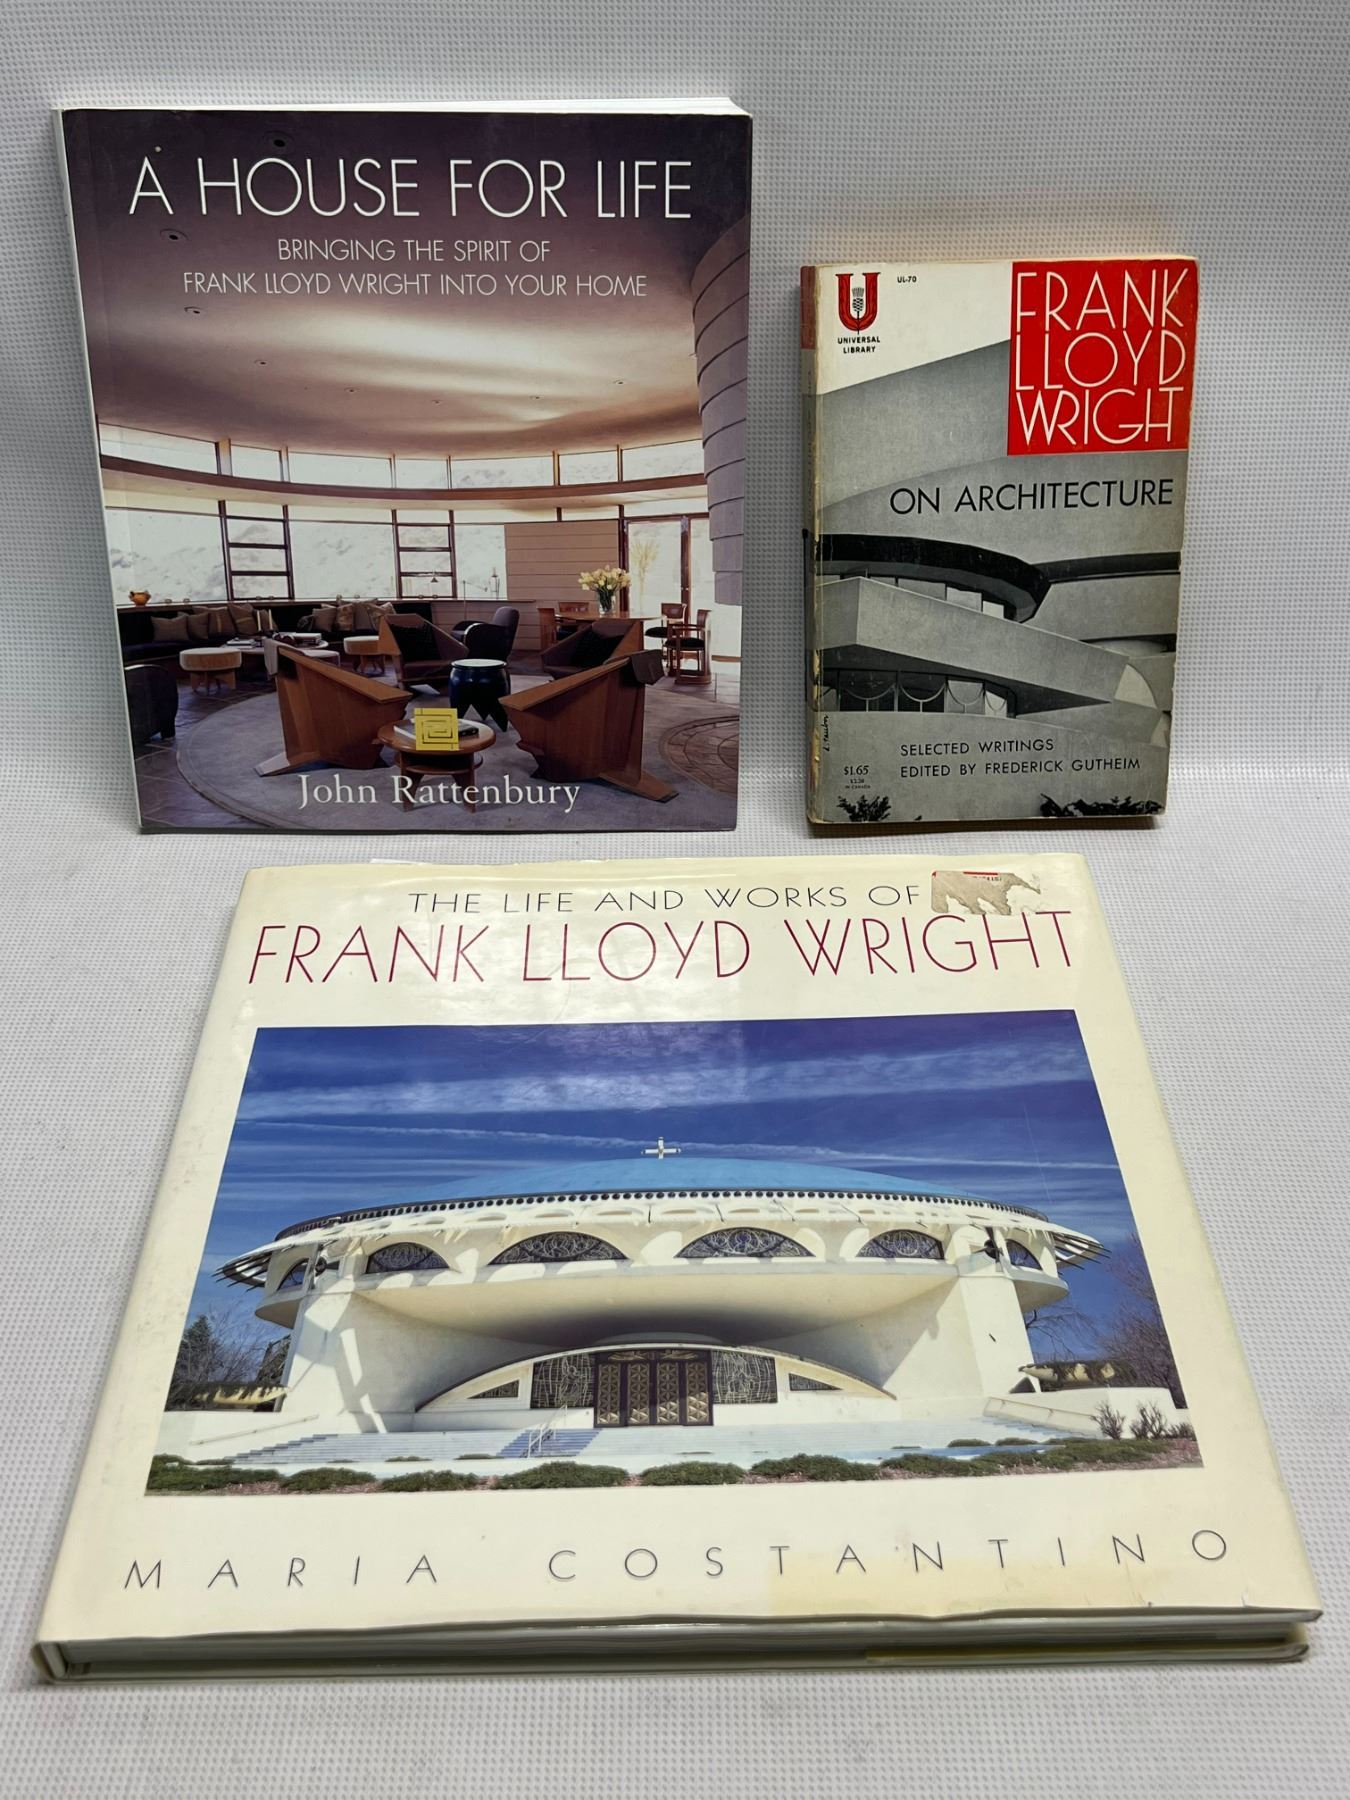 A HOUSE FOR LIFE
BRINGING THE SPIRIT OF
FRANK LLOYD WRIGHT INTO YOUR HOME
John Rattenbury
U
UNIVERSAL
LIBRARY
UL-70
FRANK
LLOYD
WRIGHT
ON ARCHITECTURE
SELECTED WRITINGS
EDITED BY FREDERICK GUTHEIM
$1.65
IN CANADA
THE LIFE AND WORKS OF
FRANK LLOYD WRIGHT
MARIA COSTANTINO